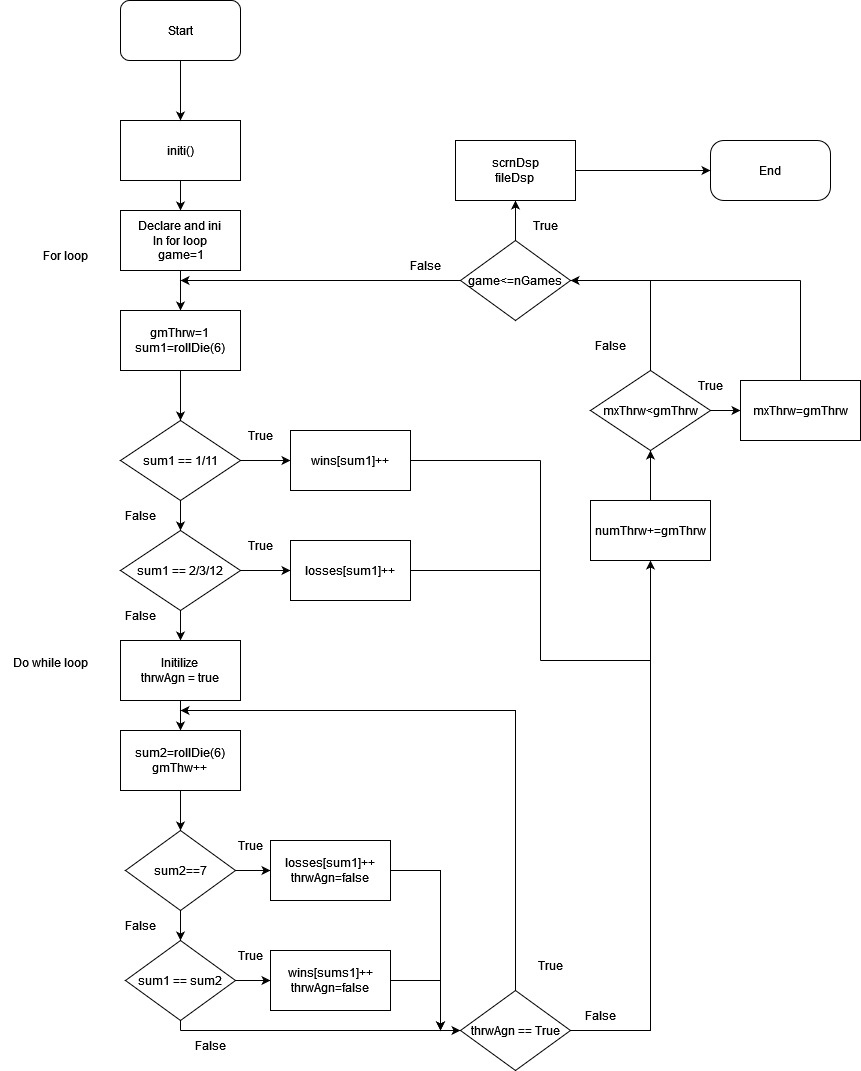 Start
initi()
Declare and ini
In for loop
game=1
For loop
scrnDsp
fileDsp
End
True
game<=nGames
False
gmThrw=1
sum1=rollDie(6)
False
mxThrw<gmThrw
True
mxThrw=gmThrw
sum1 == 1/11
True
wins[sum1]++
False
numThrw+=gmThrw
sum1 == 2/3/12
True
losses[sum1]++
False
Do while loop
Initilize
thrwAgn = true
sum2=rollDie(6)
gmThw++
sum2==7
True
losses[sum1]++
thrwAgn=false
False
sum1 == sum2
True
wins[sums1]++
thrwAgn=false
False
True
thrwAgn == True
False